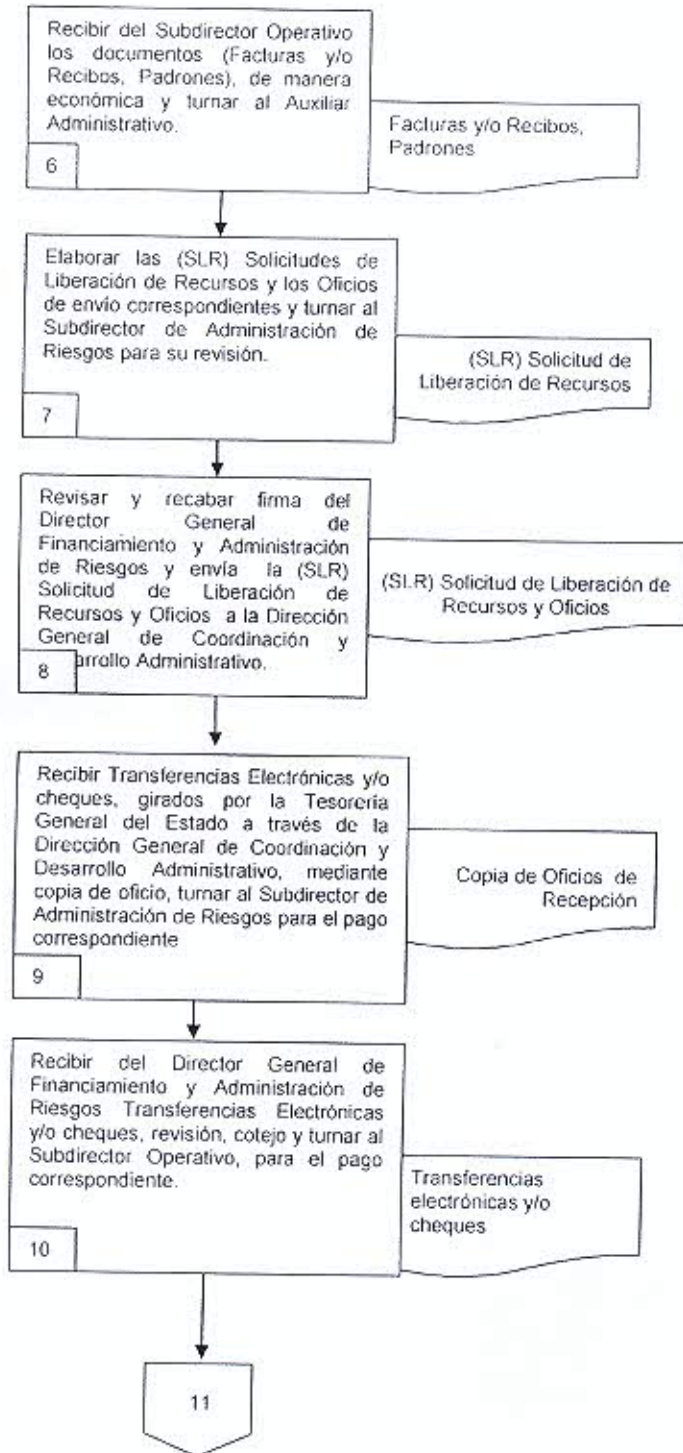 Recibir del Subdirector Operativo
los documentos (Facturas y/o
Recibos, Padrones), de manera
económica y turnar al Auxiliar
Administrativo.
6
Facturas y/o Recibos,
Padrones
Elaborar las (SLR) Solicitudes de
Liberación de Recursos y los Oficios
de envío correspondientes y turnar al
Subdirector de Administración de
Riesgos para su revisión.
7
(SLR) Solicitud de
Liberación de Recursos
Revisar y recabar firma del
Director General de
Financiamiento y Administración
de Riesgos y envía la (SLR)
Solicitud de Liberación de
Recursos y Oficios a la Dirección
General de Coordinación y
arrollo Administrativo.
8
(SLR) Solicitud de Liberación de
Recursos y Oficios
Recibir Transferencias Electrónicas y/o
cheques, girados por la Tesorería
General del Estado a través de la
Dirección General de Coordinación y
Desarrollo Administrativo, mediante
copia de oficio, turnar al Subdirector de
Administración de Riesgos para el pago
correspondiente
9
Copia de Oficios de
Recepción
Recibir del Director General de
Financiamiento y Administración de
Riesgos Transferencias Electrónicas
y/o cheques, revisión, cotejo y turnar al
Subdirector Operativo, para el pago
correspondiente.
10
Transferencias
electrónicas y/o
cheques
11